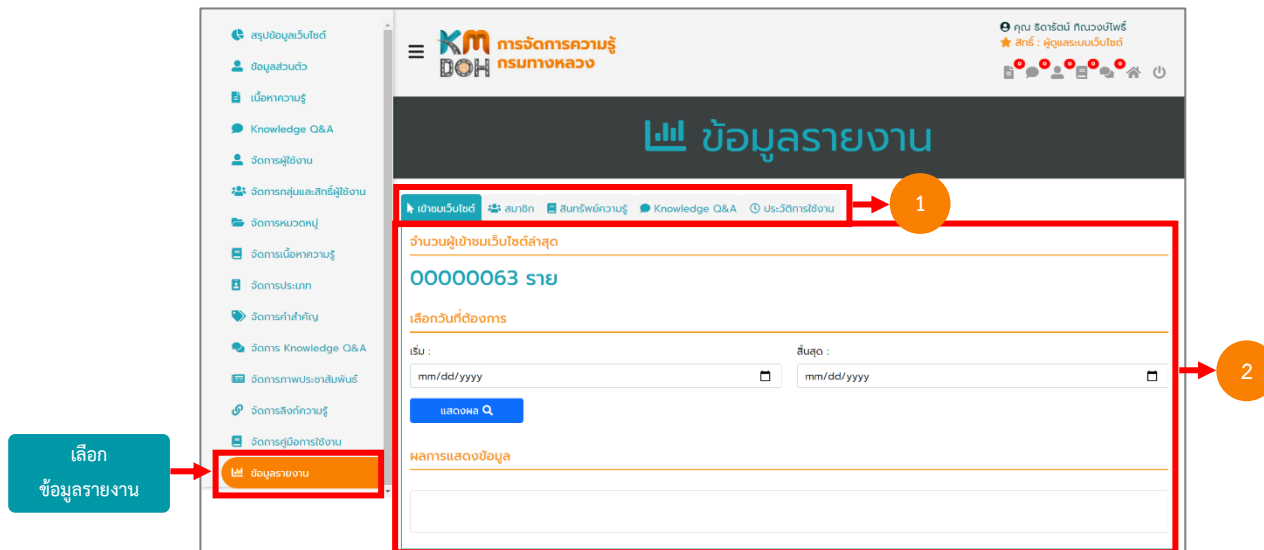 สรุปข้อมูลเว็บไซต์
ข้อมูลส่วนตัว
เนื้อหาความรู้
Knowledge Q&A
จัดการผู้ใช้งาน
จัดการกลุ่มและสิทธิ์ผู้ใช้งาน
จัดการหมวดหมู่
จัดการเนื้อหาความรู้
จัดการประเภท
จัดการคำสำคัญ
จัดการ Knowledge Q&A
จัดการภาพประชาสัมพันธ์
จัดการลิงก์ความรู้
จัดการคู่มือการใช้งาน
ข้อมูลรายงาน
เลือก
ข้อมูลรายงาน
KM การจัดการความรู้
DOH กรมทางหลวง
คุณ ธิดารัตน์ ทิณวงษ์โพธิ์
สิทธิ์ : ผู้ดูแลระบบเว็บไซต์
0 0 0 0 0
ข้อมูลรายงาน
เข้าชมเว็บไซต์ สมาชิก สินทรัพย์ความรู้ Knowledge Q&A ประวัติการใช้งาน
1
จำนวนผู้เข้าชมเว็บไซต์ล่าสุด
00000063 ราย
เลือกวันที่ต้องการ
เริ่ม : สิ้นสุด :
mm/dd/yyyy mm/dd/yyyy
2
แสดงผล
ผลการแสดงข้อมูล